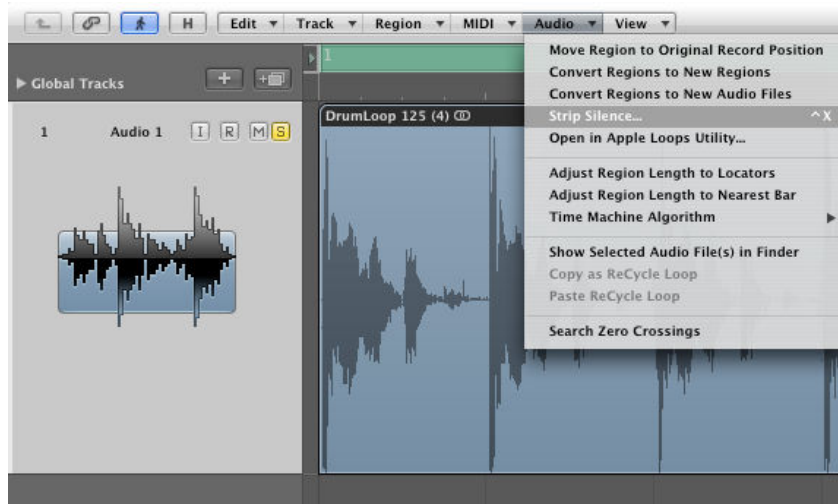 H Edit Track Region MIDI Audio View
1
Global Tracks
1 Audio 1 I R M S
DrumLoop 125 (4)
Move Region to Original Record Position
Convert Regions to New Regions
Convert Regions to New Audio Files
Strip Silence... ^X
Open in Apple Loops Utility...
Adjust Region Length to Locators
Adjust Region Length to Nearest Bar
Time Machine Algorithm
Show Selected Audio File(s) in Finder
Copy as ReCycle Loop
Paste ReCycle Loop
Search Zero Crossings